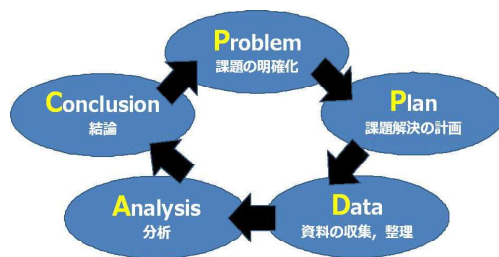 Problem
課題の明確化
Plan
課題解決の計画
Data
資料の収集，整理
Analysis
分析
Conclusion
結論